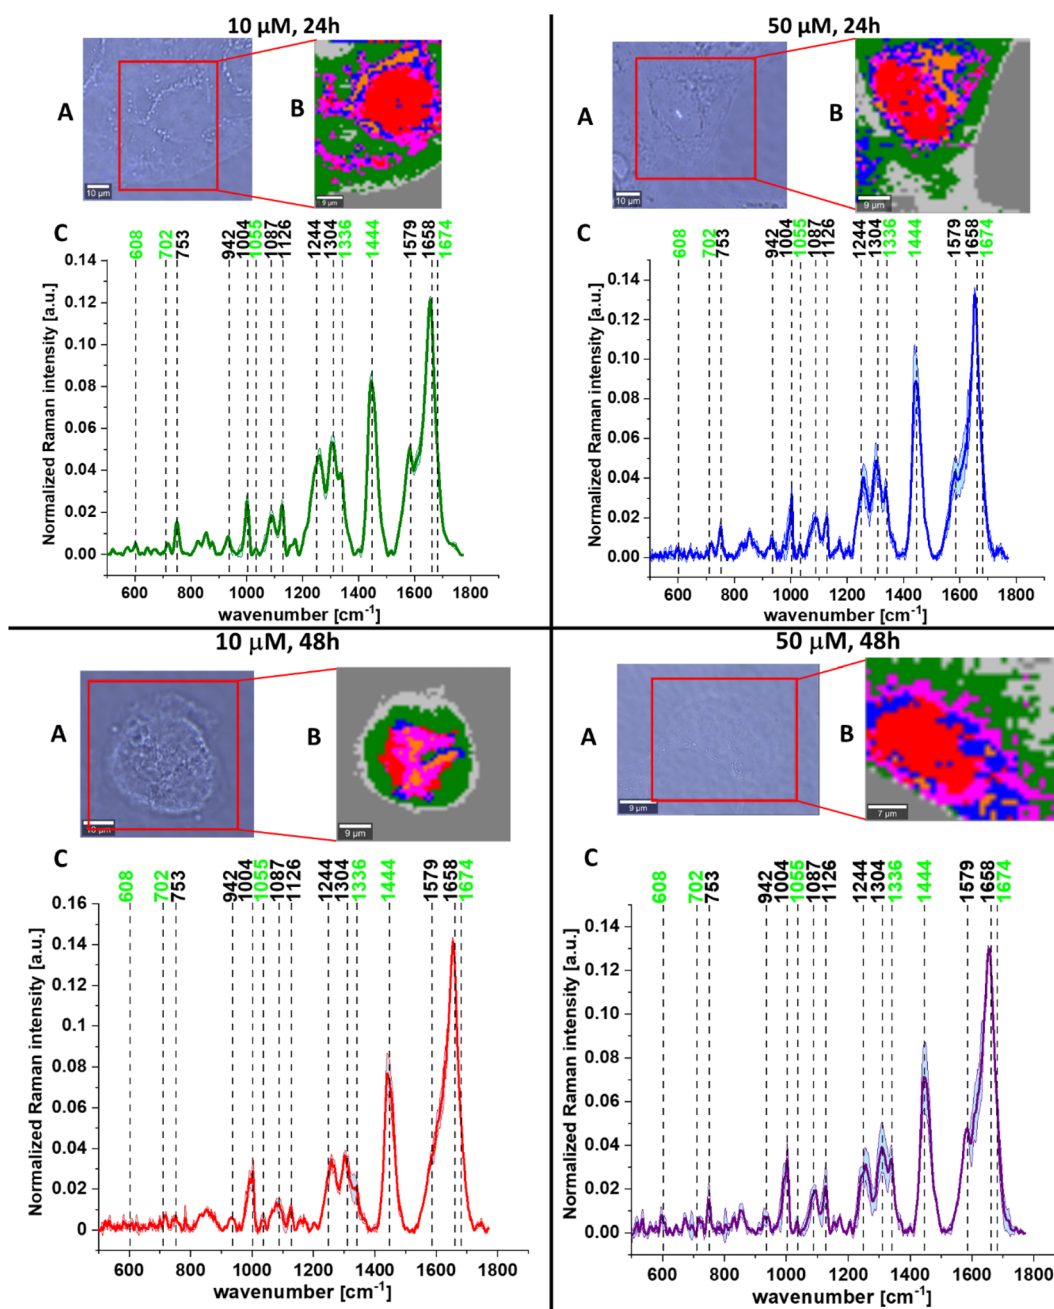 10 µM, 24h
A
B
10 µm
9 µm
C
608
702
753
942
1004
1055
1087
1126
1244
1304
1336
1444
1579
1658
1674
Normalized Raman intensity [a.u.]
0.14
0.12
0.10
0.08
0.06
0.04
0.02
0.00
600 800 1000 1200 1400 1600 1800
wavenumber [cm⁻¹]
50 µM, 24h
A
B
10 µm
9 µm
C
608
702
753
942
1004
1055
1087
1126
1244
1304
1336
1444
1579
1658
1674
Normalized Raman intensity [a.u.]
0.14
0.12
0.10
0.08
0.06
0.04
0.02
0.00
600 800 1000 1200 1400 1600 1800
wavenumber [cm⁻¹]
10 µM, 48h
A
B
10 µm
9 µm
C
608
702
753
942
1004
1055
1087
1126
1244
1304
1336
1444
1579
1658
1674
Normalized Raman intensity [a.u.]
0.16
0.14
0.12
0.1
0.08
0.06
0.04
0.02
0
600 800 1000 1200 1400 1600 1800
wavenumber [cm⁻¹]
50 µM, 48h
A
B
9 µm
7 µm
C
608
702
753
942
1004
1055
1087
1126
1244
1304
1336
1444
1579
1658
1674
Normalized Raman intensity [a.u.]
0.14
0.12
0.10
0.08
0.06
0.04
0.02
0.00
600 800 1000 1200 1400 1600 1800
wavenumber [cm⁻¹]